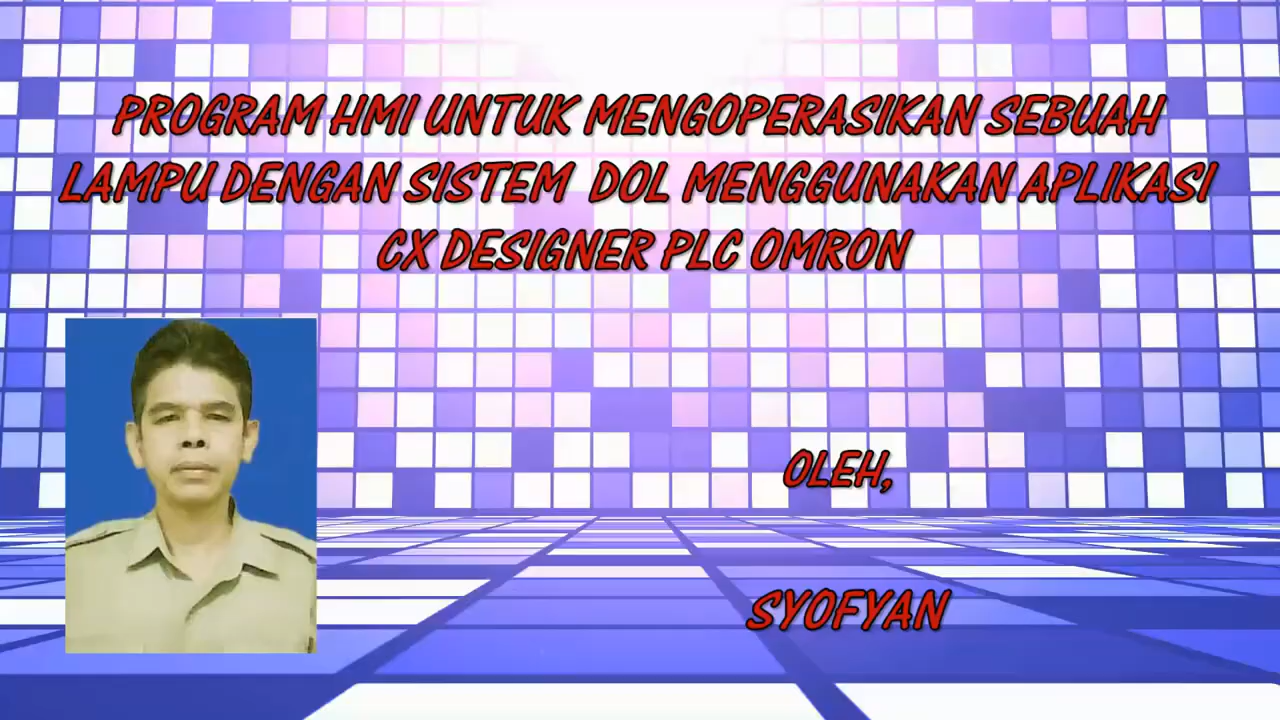 PROGRAM HMI UNTUK MENGOPERASIKAN SEBUAH
LAMPU DENGAN SISTEM DOL MENGGUNAKAN APLIKASI
CX DESIGNER PLC OMRON
OLEH,
SYOFYAN